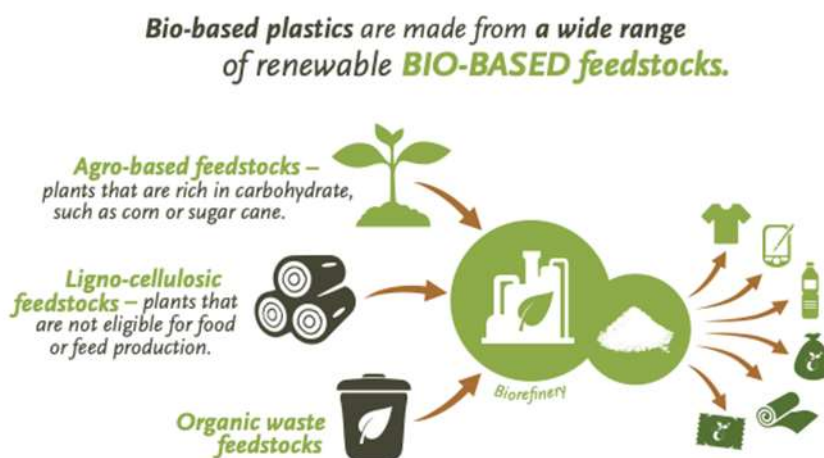 Bio-based plastics are made from a wide range
of renewable BIO-BASED feedstocks.
Agro-based feedstocks –
plants that are rich in carbohydrate,
such as corn or sugar cane.
Ligno-cellulosic
feedstocks – plants that
are not eligible for food
or feed production.
Organic waste
feedstocks
Biorefinery